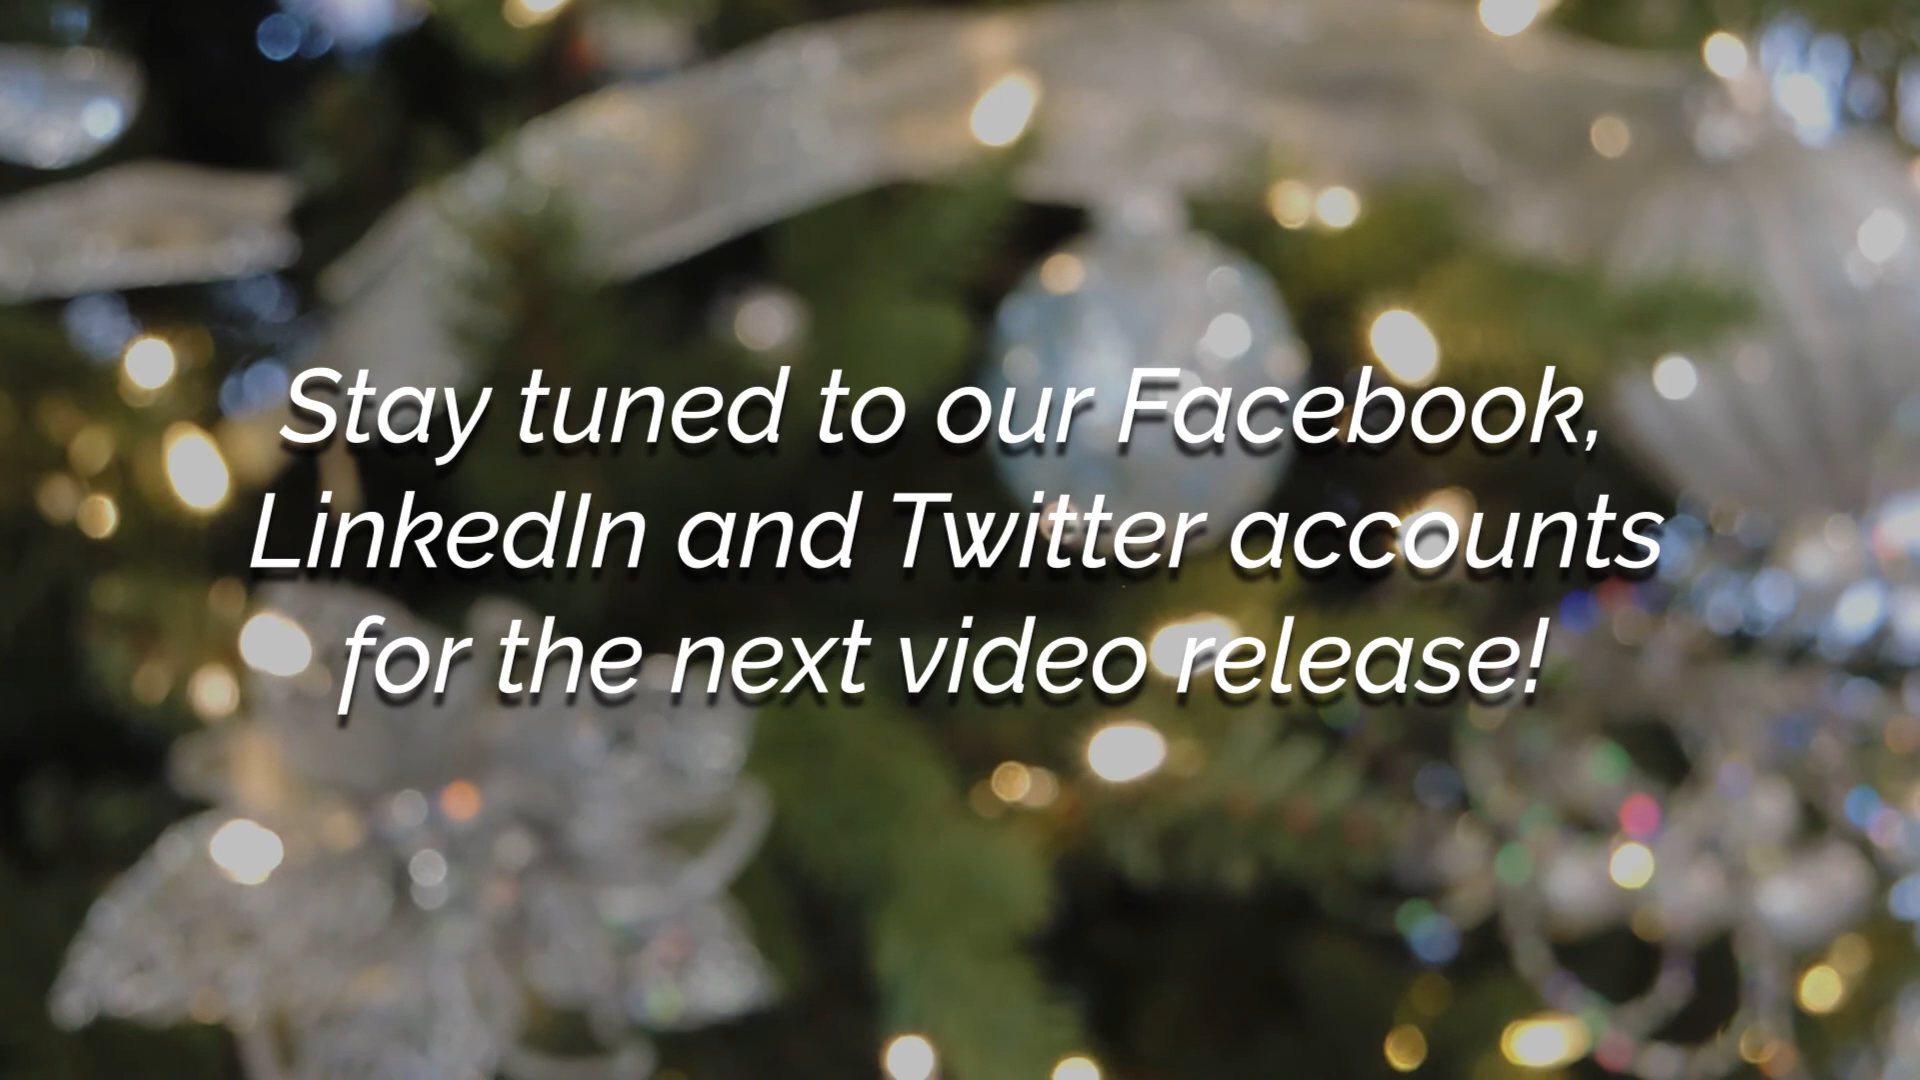 Stay tuned to our Facebook,
LinkedIn and Twitter accounts
for the next video release!